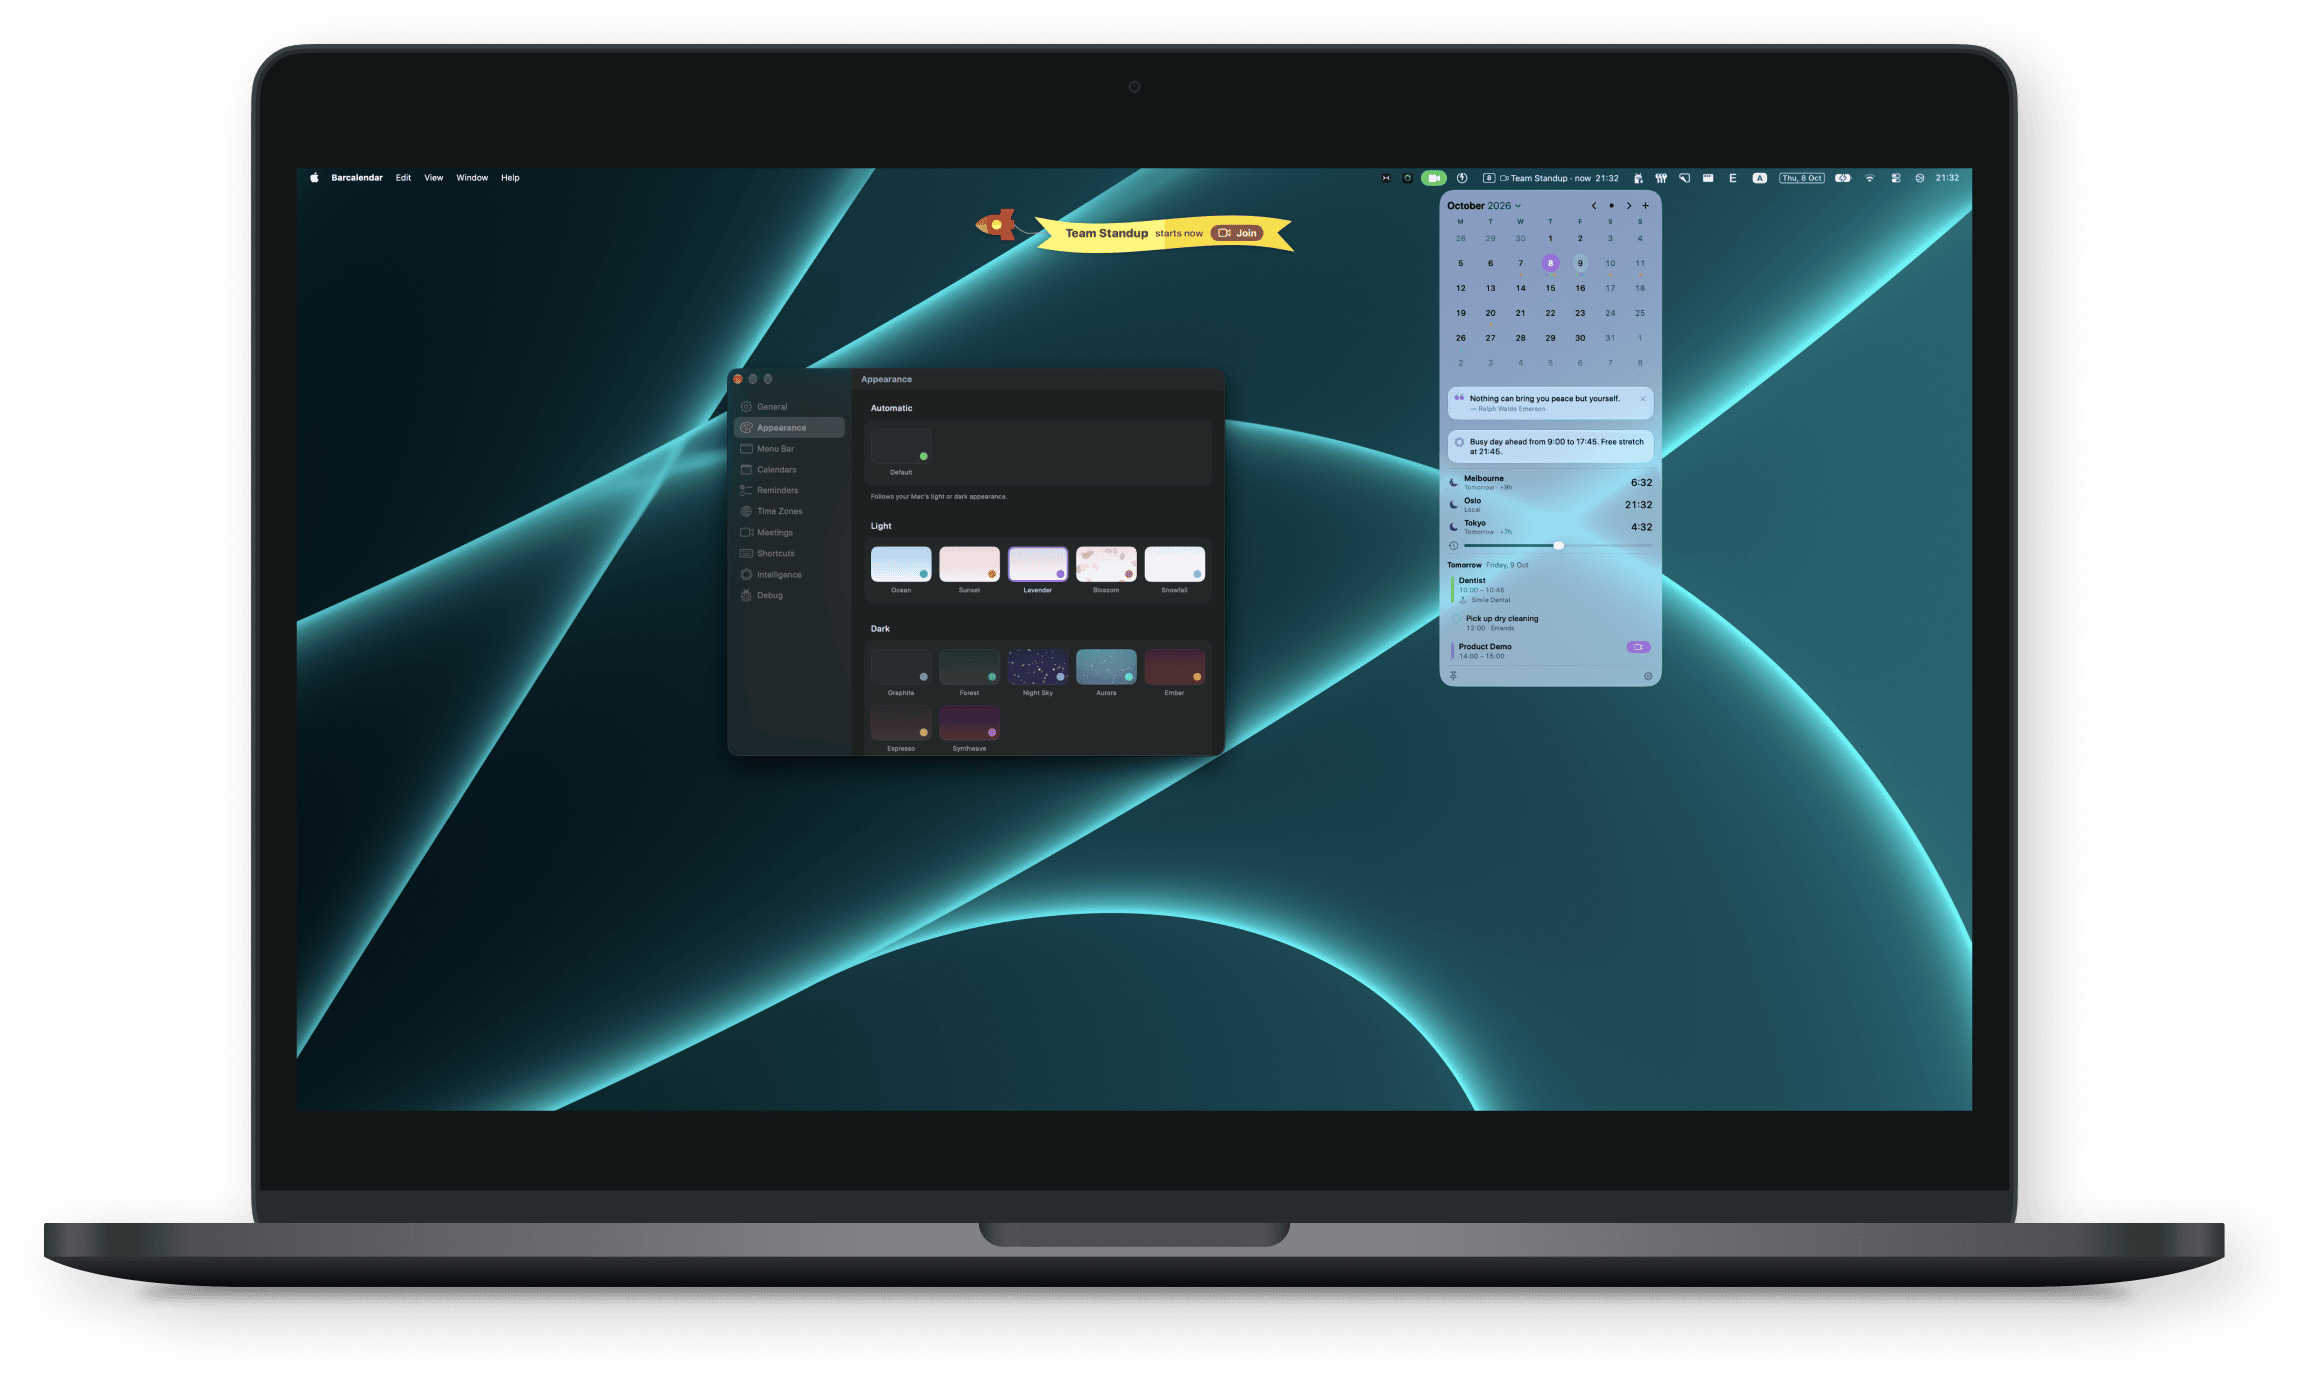 Barcalendar Edit View Window Help
8 Team Standup · now 21:32 E A Thu, 8 Oct 21:32
Team Standup starts now Join
October 2026
M T W T F S S
28 29 30 1 2 3 4
5 6 7 8 9 10 11
12 13 14 15 16 17 18
19 20 21 22 23 24 25
26 27 28 29 30 31 1
2 3 4 5 6 7 8
Nothing can bring you peace but yourself.
— Ralph Waldo Emerson
Busy day ahead from 9:00 to 17:45. Free stretch
at 21:45.
Melbourne 6:32
Tomorrow · +9h
Oslo 21:32
Local
Tokyo 4:32
Tomorrow · +7h
Tomorrow Friday, 9 Oct
Dentist
10:00 – 10:45
Smile Dental
Pick up dry cleaning
12:00 · Errands
Product Demo
14:00 – 15:00
General
Appearance
Menu Bar
Calendars
Reminders
Time Zones
Meetings
Shortcuts
Intelligence
Debug
Appearance
Automatic
Default
Follows your Mac's light or dark appearance.
Light
Ocean Sunset Lavender Blossom Snowfall
Dark
Graphite Forest Night Sky Aurora Ember
Espresso Synthwave